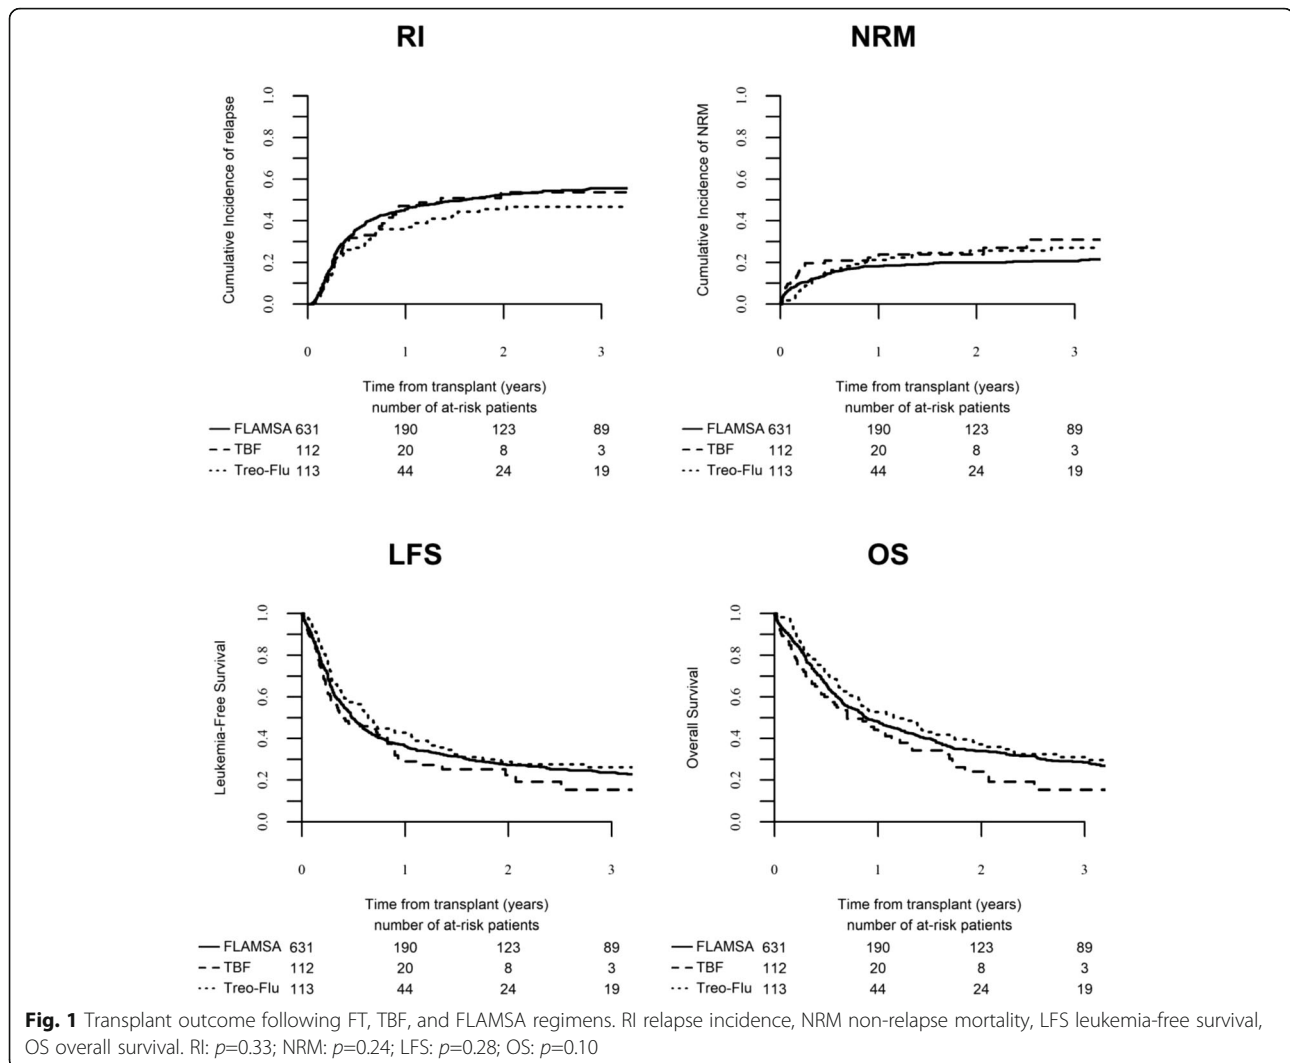 RI
Cumulative Incidence of relapse
0.0 0.2 0.4 0.6 0.8 1.0
0 1 2 3
Time from transplant (years)
number of at-risk patients
FLAMSA 631 190 123 89
TBF 112 20 8 3
Treo-Flu 113 44 24 19
NRM
Cumulative Incidence of NRM
0.0 0.2 0.4 0.6 0.8 1.0
0 1 2 3
Time from transplant (years)
number of at-risk patients
FLAMSA 631 190 123 89
TBF 112 20 8 3
Treo-Flu 113 44 24 19
LFS
Leukemia-Free Survival
0.0 0.2 0.4 0.6 0.8 1.0
0 1 2 3
Time from transplant (years)
number of at-risk patients
FLAMSA 631 190 123 89
TBF 112 20 8 3
Treo-Flu 113 44 24 19
OS
Overall Survival
0.0 0.2 0.4 0.6 0.8 1.0
0 1 2 3
Time from transplant (years)
number of at-risk patients
FLAMSA 631 190 123 89
TBF 112 20 8 3
Treo-Flu 113 44 24 19
Fig. 1 Transplant outcome following FT, TBF, and FLAMSA regimens. RI relapse incidence, NRM non-relapse mortality, LFS leukemia-free survival,
OS overall survival. RI: p=0.33; NRM: p=0.24; LFS: p=0.28; OS: p=0.10